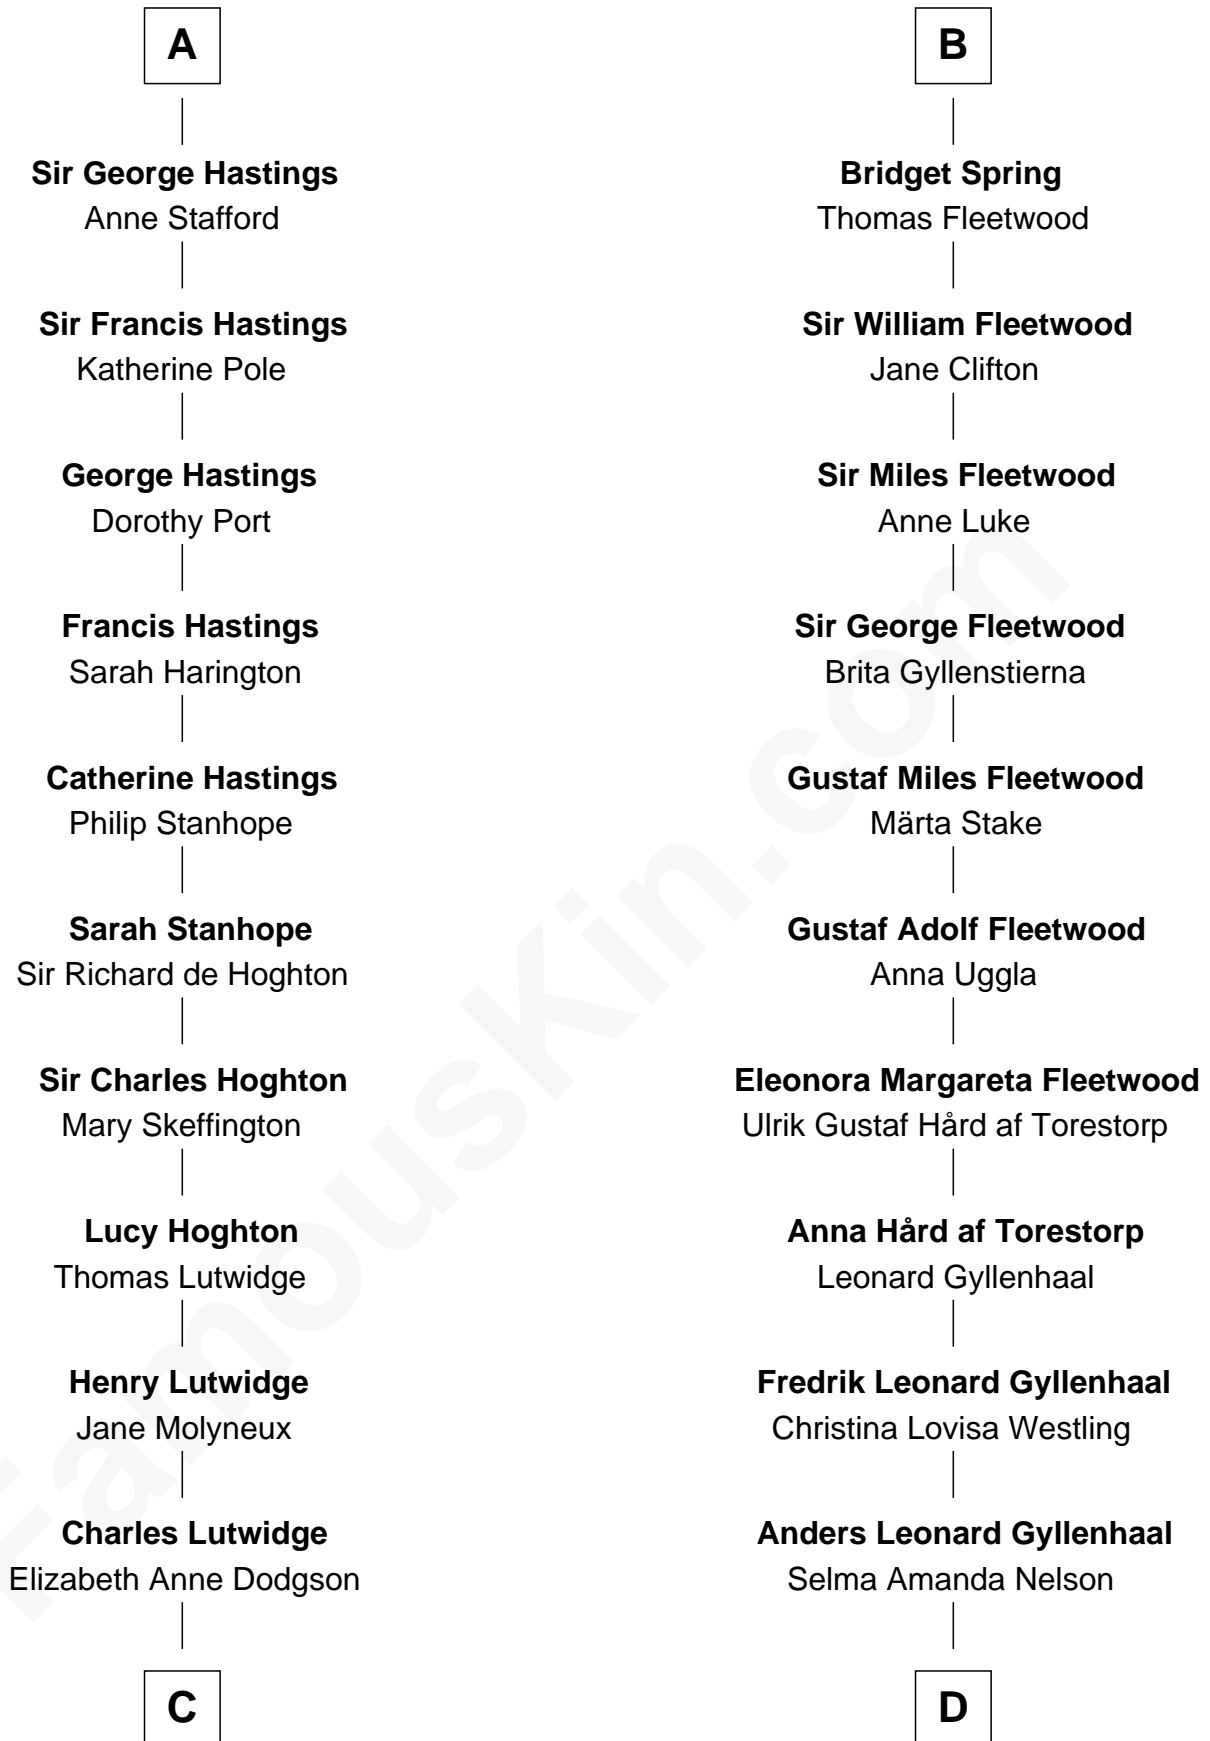 A
Sir George Hastings
Anne Stafford
Sir Francis Hastings
Katherine Pole
George Hastings
Dorothy Port
Francis Hastings
Sarah Harington
Catherine Hastings
Philip Stanhope
Sarah Stanhope
Sir Richard de Hoghton
Sir Charles Hoghton
Mary Skeffington
Lucy Hoghton
Thomas Lutwidge
Henry Lutwidge
Jane Molyneux
Charles Lutwidge
Elizabeth Anne Dodgson
C
B
Bridget Spring
Thomas Fleetwood
Sir William Fleetwood
Jane Clifton
Sir Miles Fleetwood
Anne Luke
Sir George Fleetwood
Brita Gyllenstierna
Gustaf Miles Fleetwood
Märta Stake
Gustaf Adolf Fleetwood
Anna Uggla
Eleonora Margareta Fleetwood
Ulrik Gustaf Hård af Torestorp
Anna Hård af Torestorp
Leonard Gyllenhaal
Fredrik Leonard Gyllenhaal
Christina Lovisa Westling
Anders Leonard Gyllenhaal
Selma Amanda Nelson
D
FamousKin.com